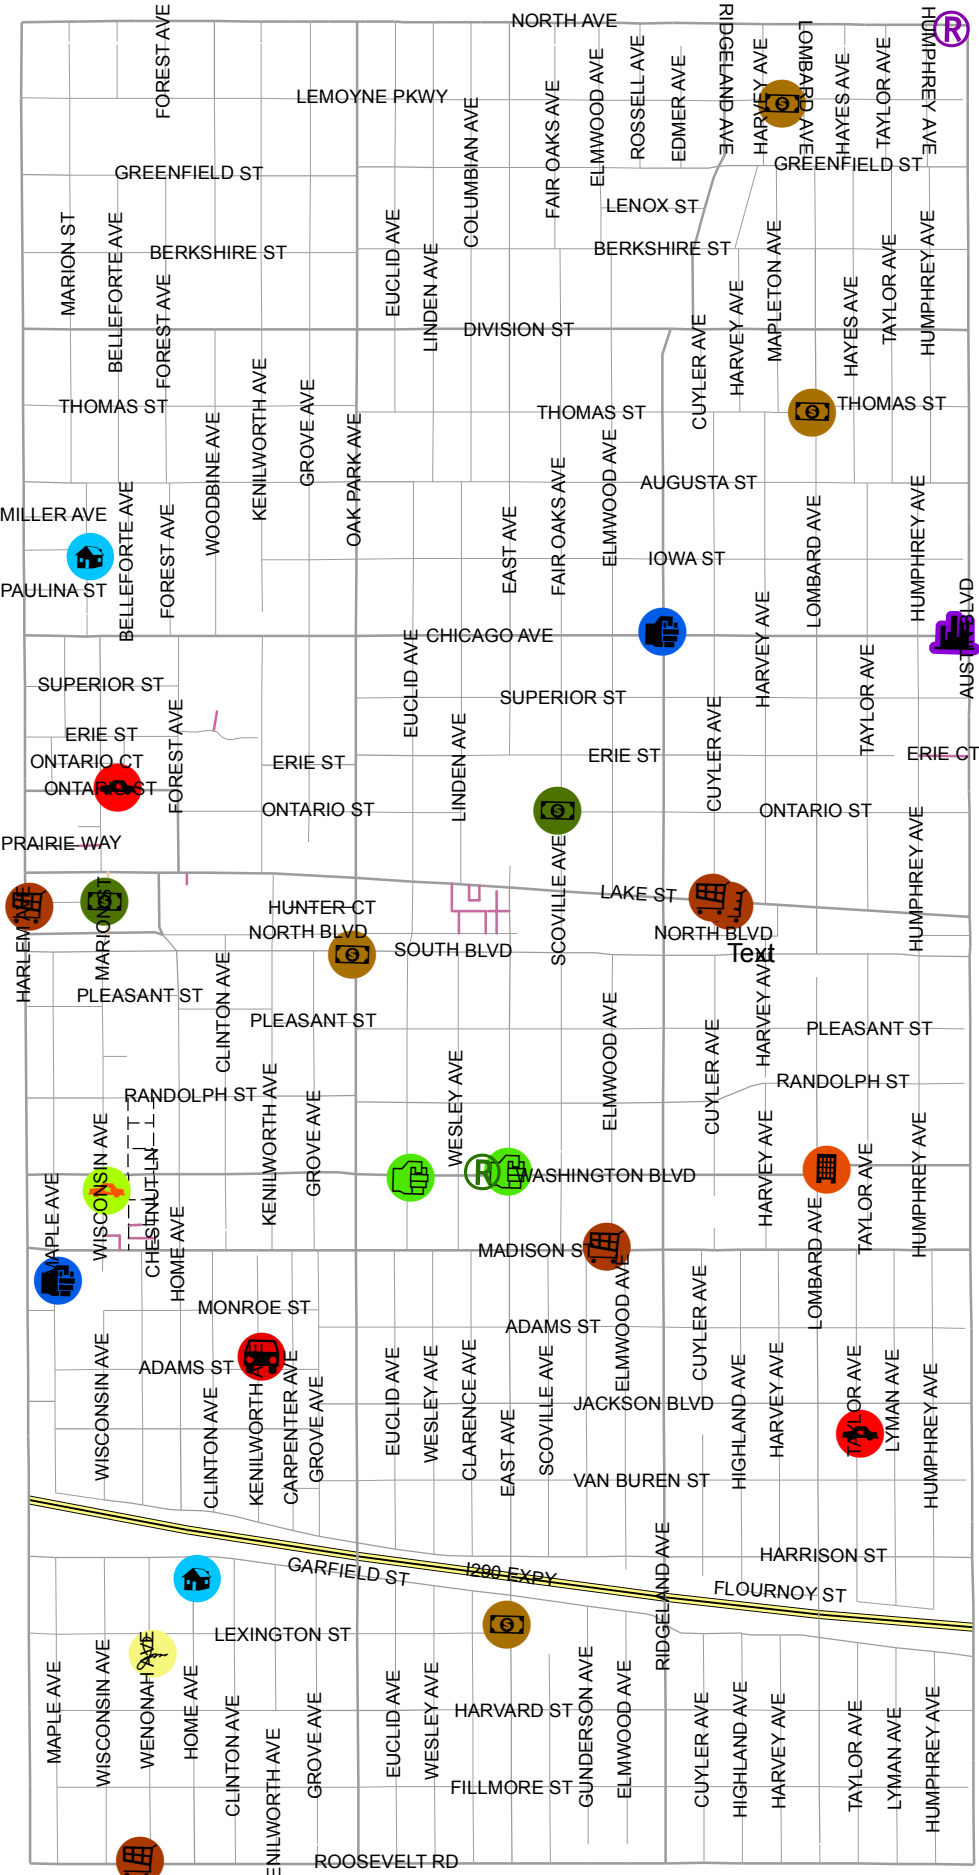 NORTH AVE
®
FOREST AVE
RIDGELAND AVE
LOMBARD AVE
HUMPHREY AVE
ELMWOOD AVE
ROSSELL AVE
EDMER AVE
HARVEY AVE
HAYES AVE
TAYLOR AVE
LEMOYNE PKWY
COLUMBIAN AVE
FAIR OAKS AVE
GREENFIELD ST
GREENFIELD ST
LENOX ST
MARION ST
BELLEFORTE AVE
BERKSHIRE ST
EUCLID AVE
LINDEN AVE
BERKSHIRE ST
MAPLETON AVE
TAYLOR AVE
HUMPHREY AVE
FOREST AVE
HARVEY AVE
HAYES AVE
DIVISION ST
CUYLER AVE
THOMAS ST
KENILWORTH AVE
GROVE AVE
THOMAS ST
THOMAS ST
WOODBINE AVE
OAK PARK AVE
ELMWOOD AVE
FAIR OAKS AVE
AUGUSTA ST
MILLER AVE
BELLEFORTE AVE
FOREST AVE
EAST AVE
LOMBARD AVE
HUMPHREY AVE
IOWA ST
PAULINA ST
AUSTIN BLVD
CHICAGO AVE
EUCLID AVE
HARVEY AVE
SUPERIOR ST
SUPERIOR ST
TAYLOR AVE
ERIE ST
FOREST AVE
LINDEN AVE
CUYLER AVE
ERIE ST
ERIE CT
ONTARIO CT
ERIE ST
ONTARIO ST
ONTARIO ST
ONTARIO ST
PRAIRIE WAY
SCOVILLE AVE
HUMPHREY AVE
HARLEM AVE
MARION ST
LAKE ST
HUNTER CT
NORTH BLVD
NORTH BLVD
SOUTH BLVD
Text
HARVEY AVE
CLINTON AVE
PLEASANT ST
PLEASANT ST
ELMWOOD AVE
CUYLER AVE
PLEASANT ST
WESLEY AVE
KENILWORTH AVE
RANDOLPH ST
GROVE AVE
RANDOLPH ST
WISCONSIN AVE
HARVEY AVE
TAYLOR AVE
HUMPHREY AVE
MAPLE AVE
CHESTNUT LN
HOME AVE
®
WASHINGTON BLVD
LOMBARD AVE
MADISON ST
ELMWOOD AVE
CUYLER AVE
MONROE ST
ADAMS ST
WISCONSIN AVE
ADAMS ST
KENILWORTH AVE
CARPENTER AVE
GROVE AVE
CLINTON AVE
EUCLID AVE
WESLEY AVE
CLARENCE AVE
EAST AVE
SCOVILLE AVE
JACKSON BLVD
HIGHLAND AVE
HARVEY AVE
TAYLOR AVE
LYMAN AVE
HUMPHREY AVE
VAN BUREN ST
RIDGELAND AVE
HARRISON ST
GARFIELD ST
I290 EXPY
FLOURNOY ST
LEXINGTON ST
MAPLE AVE
WISCONSIN AVE
WENONAH AVE
HOME AVE
CLINTON AVE
KENILWORTH AVE
GROVE AVE
EUCLID AVE
WESLEY AVE
HARVARD ST
GUNDERSON AVE
ELMWOOD AVE
CUYLER AVE
HIGHLAND AVE
HARVEY AVE
TAYLOR AVE
LYMAN AVE
HUMPHREY AVE
FILLMORE ST
ROOSEVELT RD